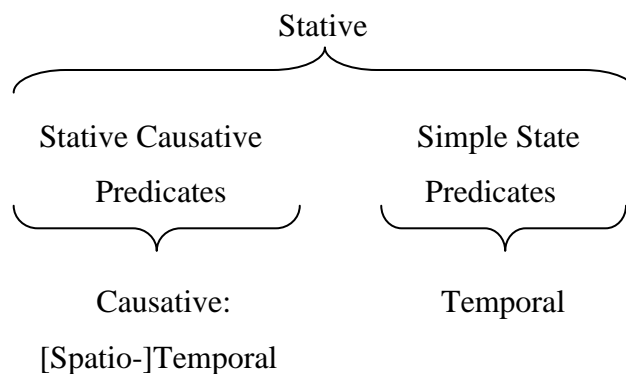 Stative
Stative Causative
Predicates
Simple State
Predicates
Causative:
[Spatio-]Temporal
Temporal